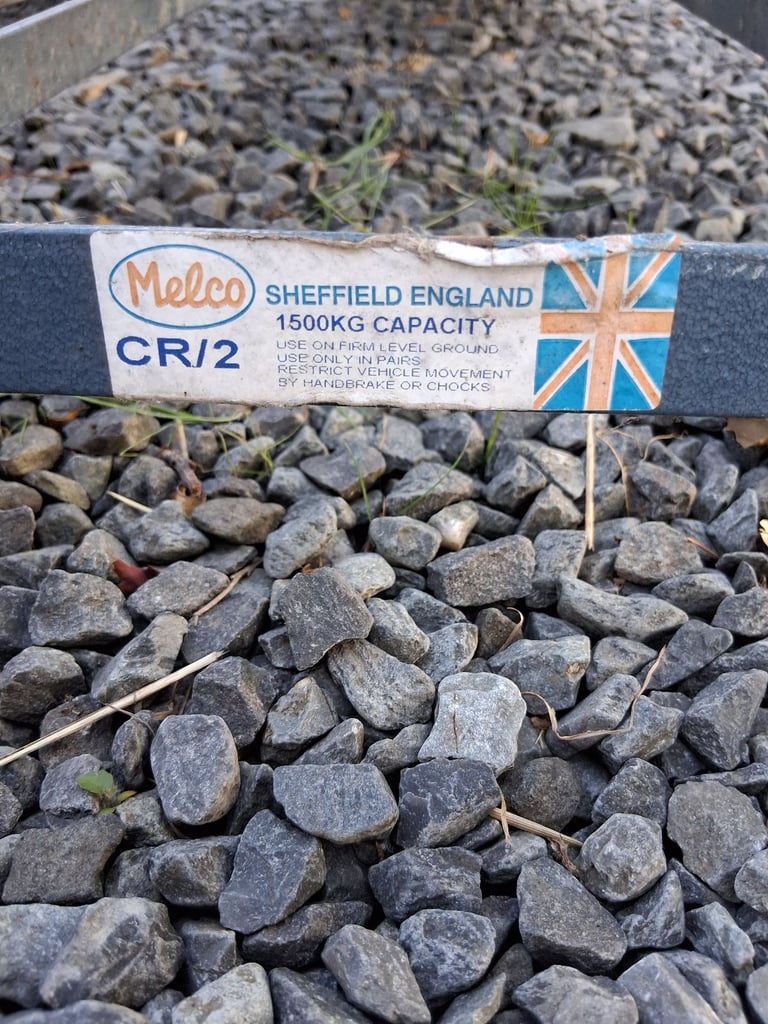 Melco
SHEFFIELD ENGLAND
1500KG CAPACITY
CR/2
USE ON FIRM LEVEL GROUND
USE ONLY IN PAIRS
RESTRICT VEHICLE MOVEMENT
BY HANDBRAKE OR CHOCKS